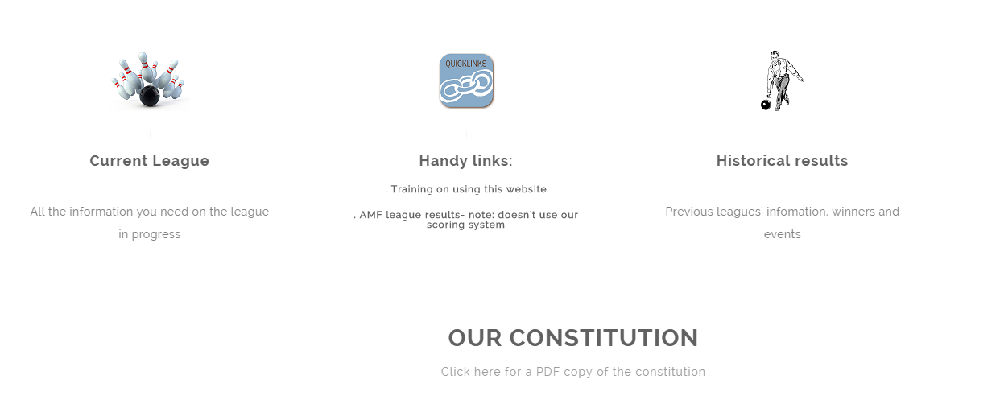 QUICKLINKS
Current League
All the information you need on the league
in progress
Handy links:
. Training on using this website
. AMF league results- note: doesn't use our
scoring system
Historical results
Previous leagues' infomation, winners and
events
OUR CONSTITUTION
Click here for a PDF copy of the constitution